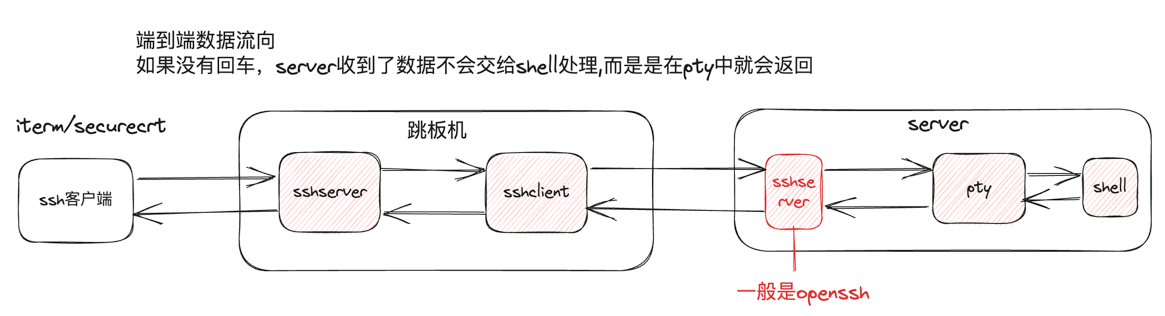 端到端数据流向
如果没有回车，server收到了数据不会交给shell处理,而是是在pty中就会返回
iterm/securecrt
跳板机
server
ssh客户端
sshserver
sshclient
sshse
rver
pty
shell
一般是openssh